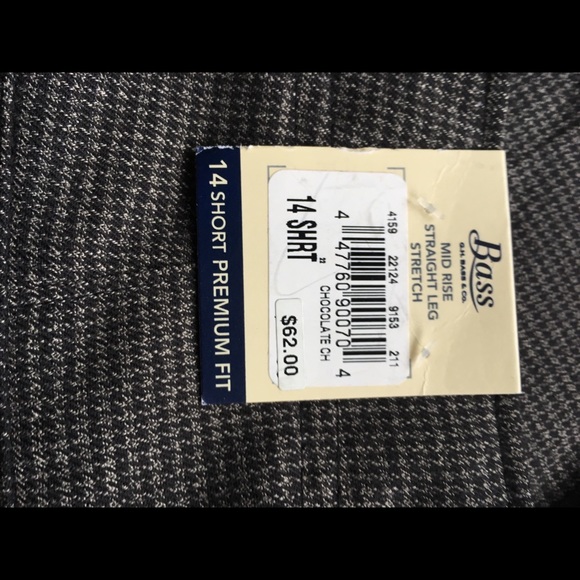 Bass
G.H. BASS & CO.
MID RISE
STRAIGHT LEG
STRETCH
4159 22124 9153 211
4 47760 90070 4
14 SHRT
CHOCOLATE CH
$62.00
14 SHORT PREMIUM FIT